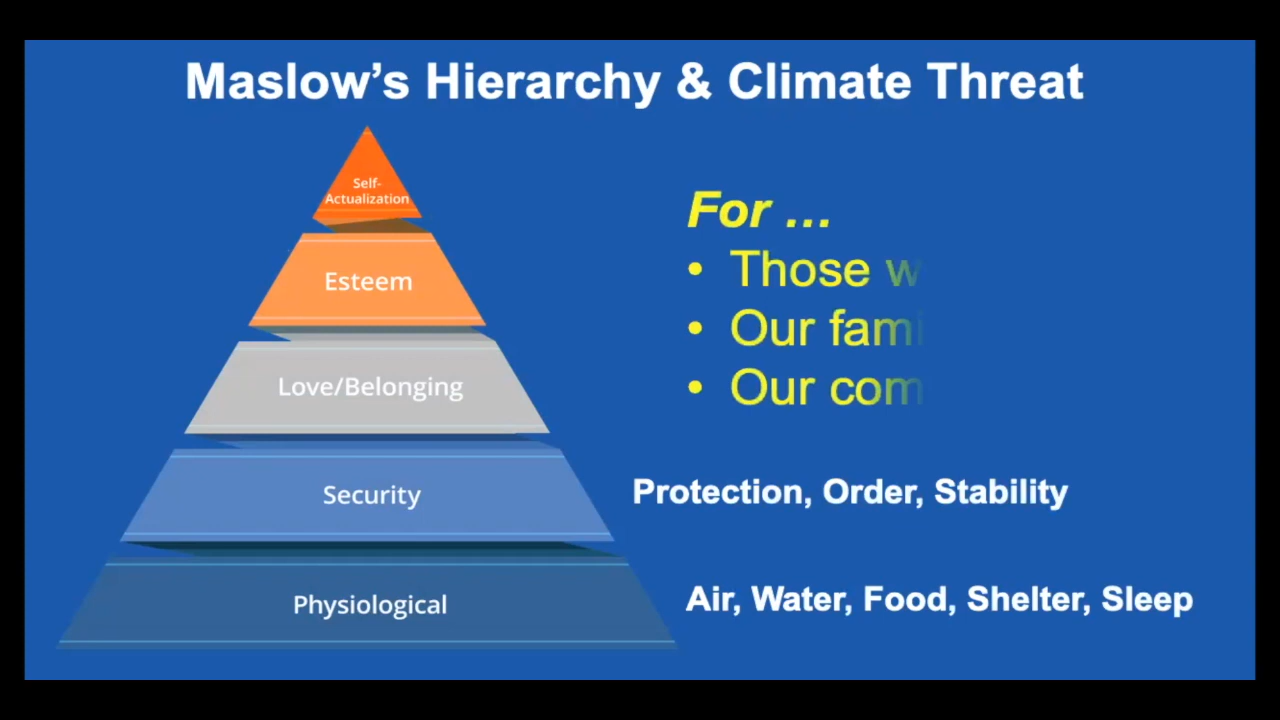 Maslow's Hierarchy & Climate Threat
Self-
Actualization
Esteem
Love/Belonging
Security
Physiological
For ...
• Those
• Our
• Our
Protection, Order, Stability
Air, Water, Food, Shelter, Sleep